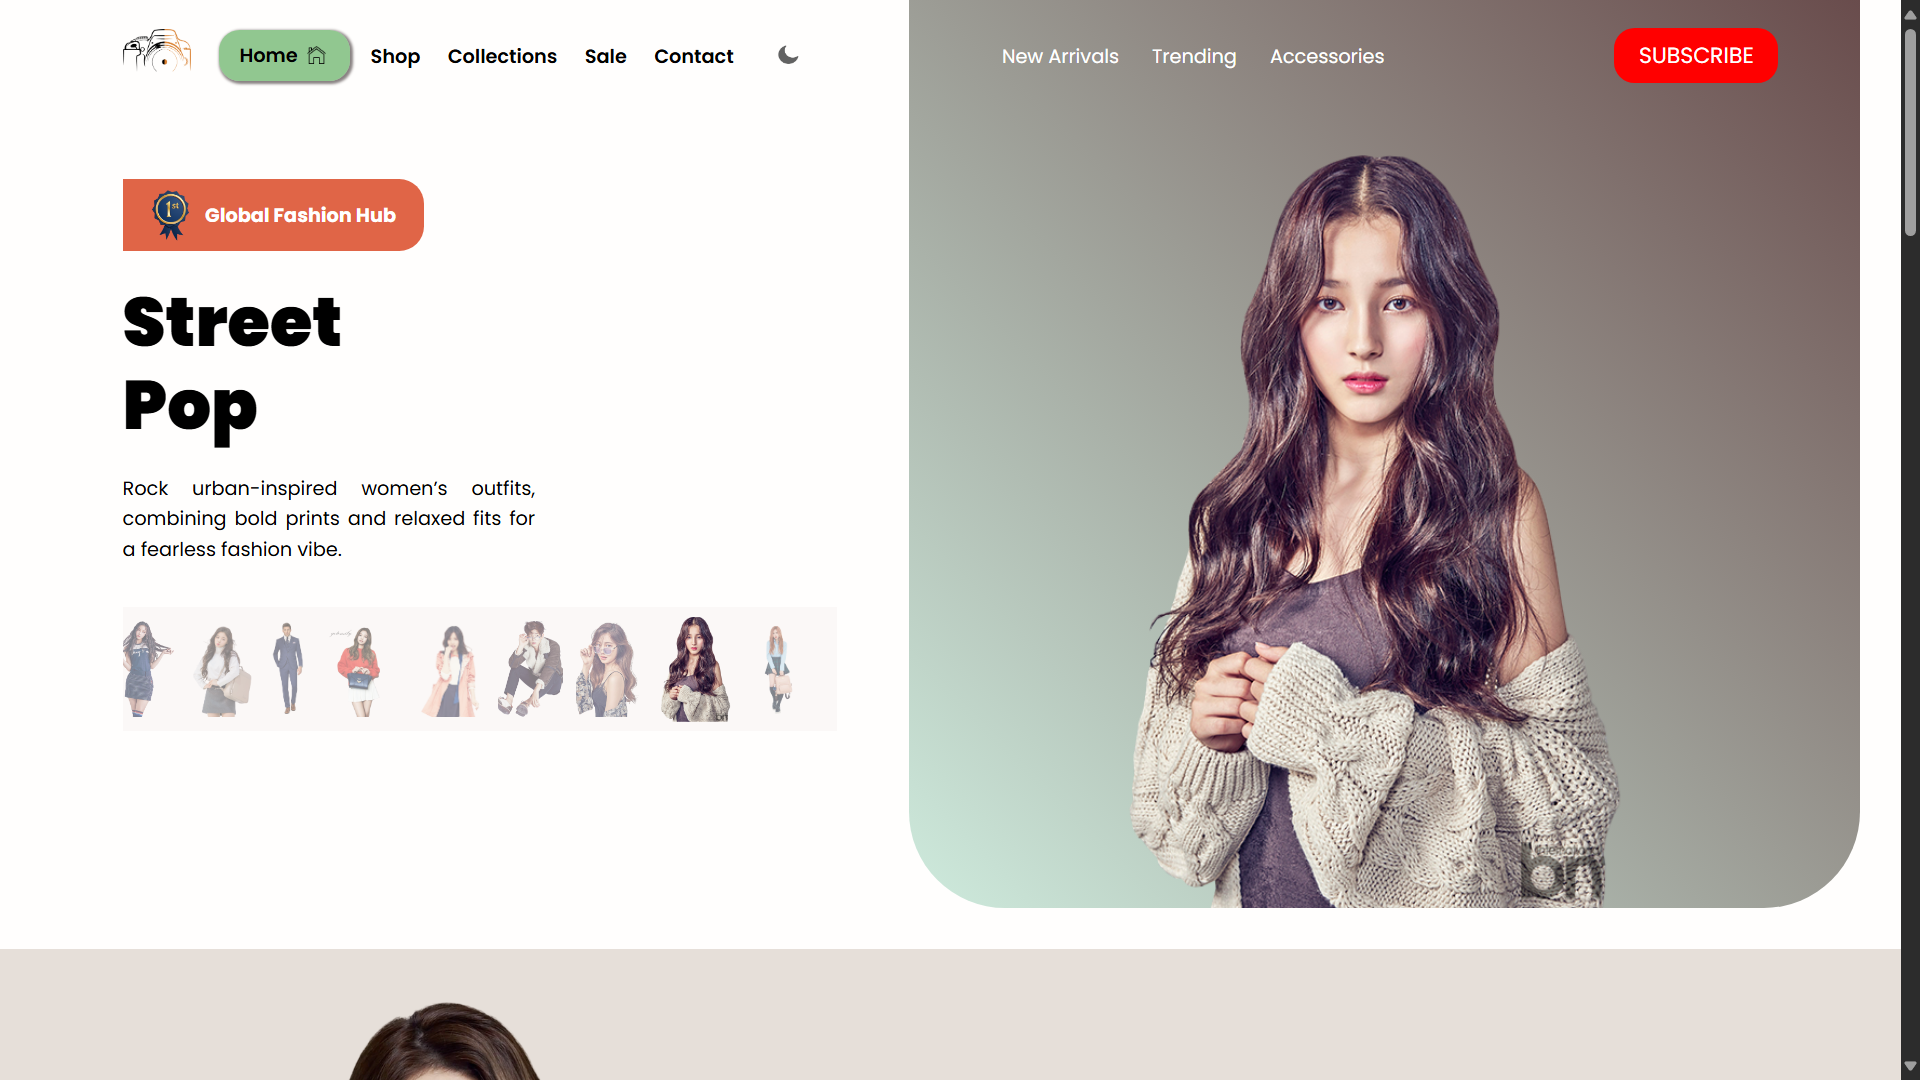 Home
Shop
Collections
Sale
Contact
New Arrivals
Trending
Accessories
SUBSCRIBE
1st
Global Fashion Hub
Street
Pop
Rock urban-inspired women’s outfits,
combining bold prints and relaxed fits for
a fearless fashion vibe.